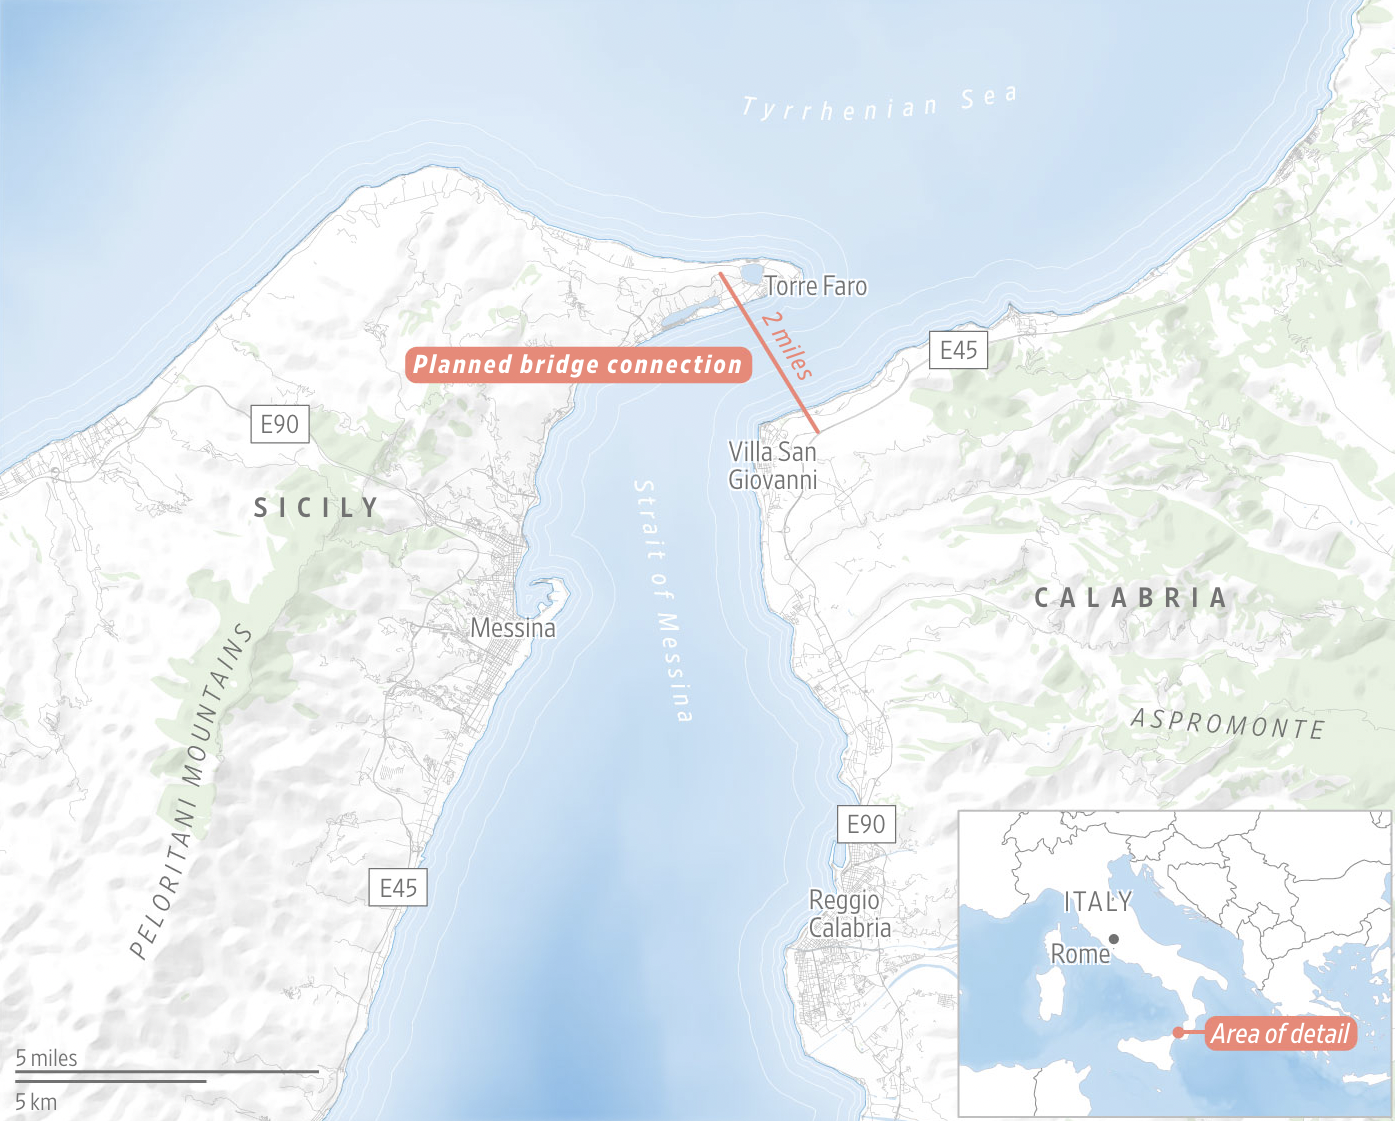 Tyrrhenian Sea
Torre Faro
2 miles
Planned bridge connection
E45
E90
Villa San
Giovanni
SICILY
Strait of Messina
CALABRIA
Messina
PELORITANI MOUNTAINS
ASPROMONTE
E90
E45
Reggio
Calabria
ITALY
Rome
Area of detail
5 miles
5 km